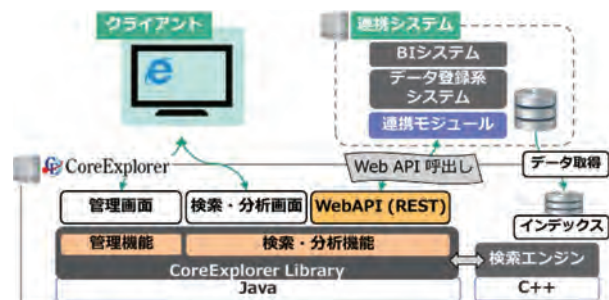 クライアント
連携システム
BIシステム
データ登録系
システム
連携モジュール
CoreExplorer
Web API 呼出し
データ取得
管理画面
検索・分析画面
WebAPI (REST)
インデックス
管理機能
検索・分析機能
検索エンジン
CoreExplorer Library
Java
C++